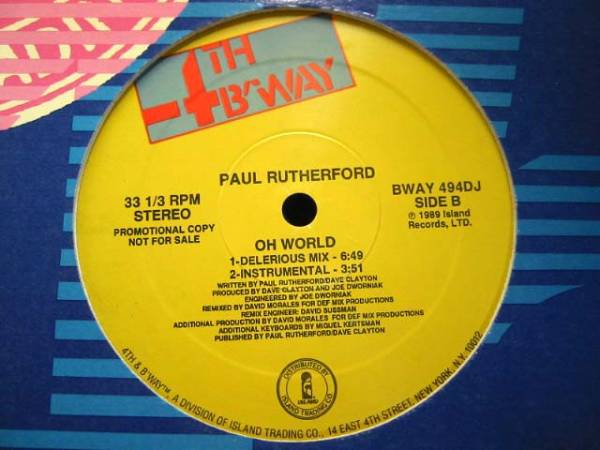 4TH
B'WAY
PAUL RUTHERFORD
33 1/3 RPM
STEREO
PROMOTIONAL COPY
NOT FOR SALE
BWAY 494DJ
SIDE B
℗ 1989 Island
Records, LTD.
OH WORLD
1-DELERIOUS MIX - 6:49
2-INSTRUMENTAL - 3:51
WRITTEN BY PAUL RUTHERFORD/DAVE CLAYTON
PRODUCED BY DAVE CLAYTON AND JOE DWORNIAK
ENGINEERED BY JOE DWORNIAK
REMIXED BY DAVID MORALES FOR DEF MIX PRODUCTIONS
REMIX ENGINEER: DAVID SUSSMAN
ADDITIONAL PRODUCTION BY DAVID MORALES FOR DEF MIX PRODUCTIONS
ADDITIONAL KEYBOARDS BY MIGUEL KERTSMAN
PUBLISHED BY PAUL RUTHERFORD/DAVE CLAYTON
DISTRIBUTED BY
ISLAND
ISLAND TRADING CO.
4TH & B'WAY™, A DIVISION OF ISLAND TRADING CO., 14 EAST 4TH STREET, NEW YORK, N.Y. 10012